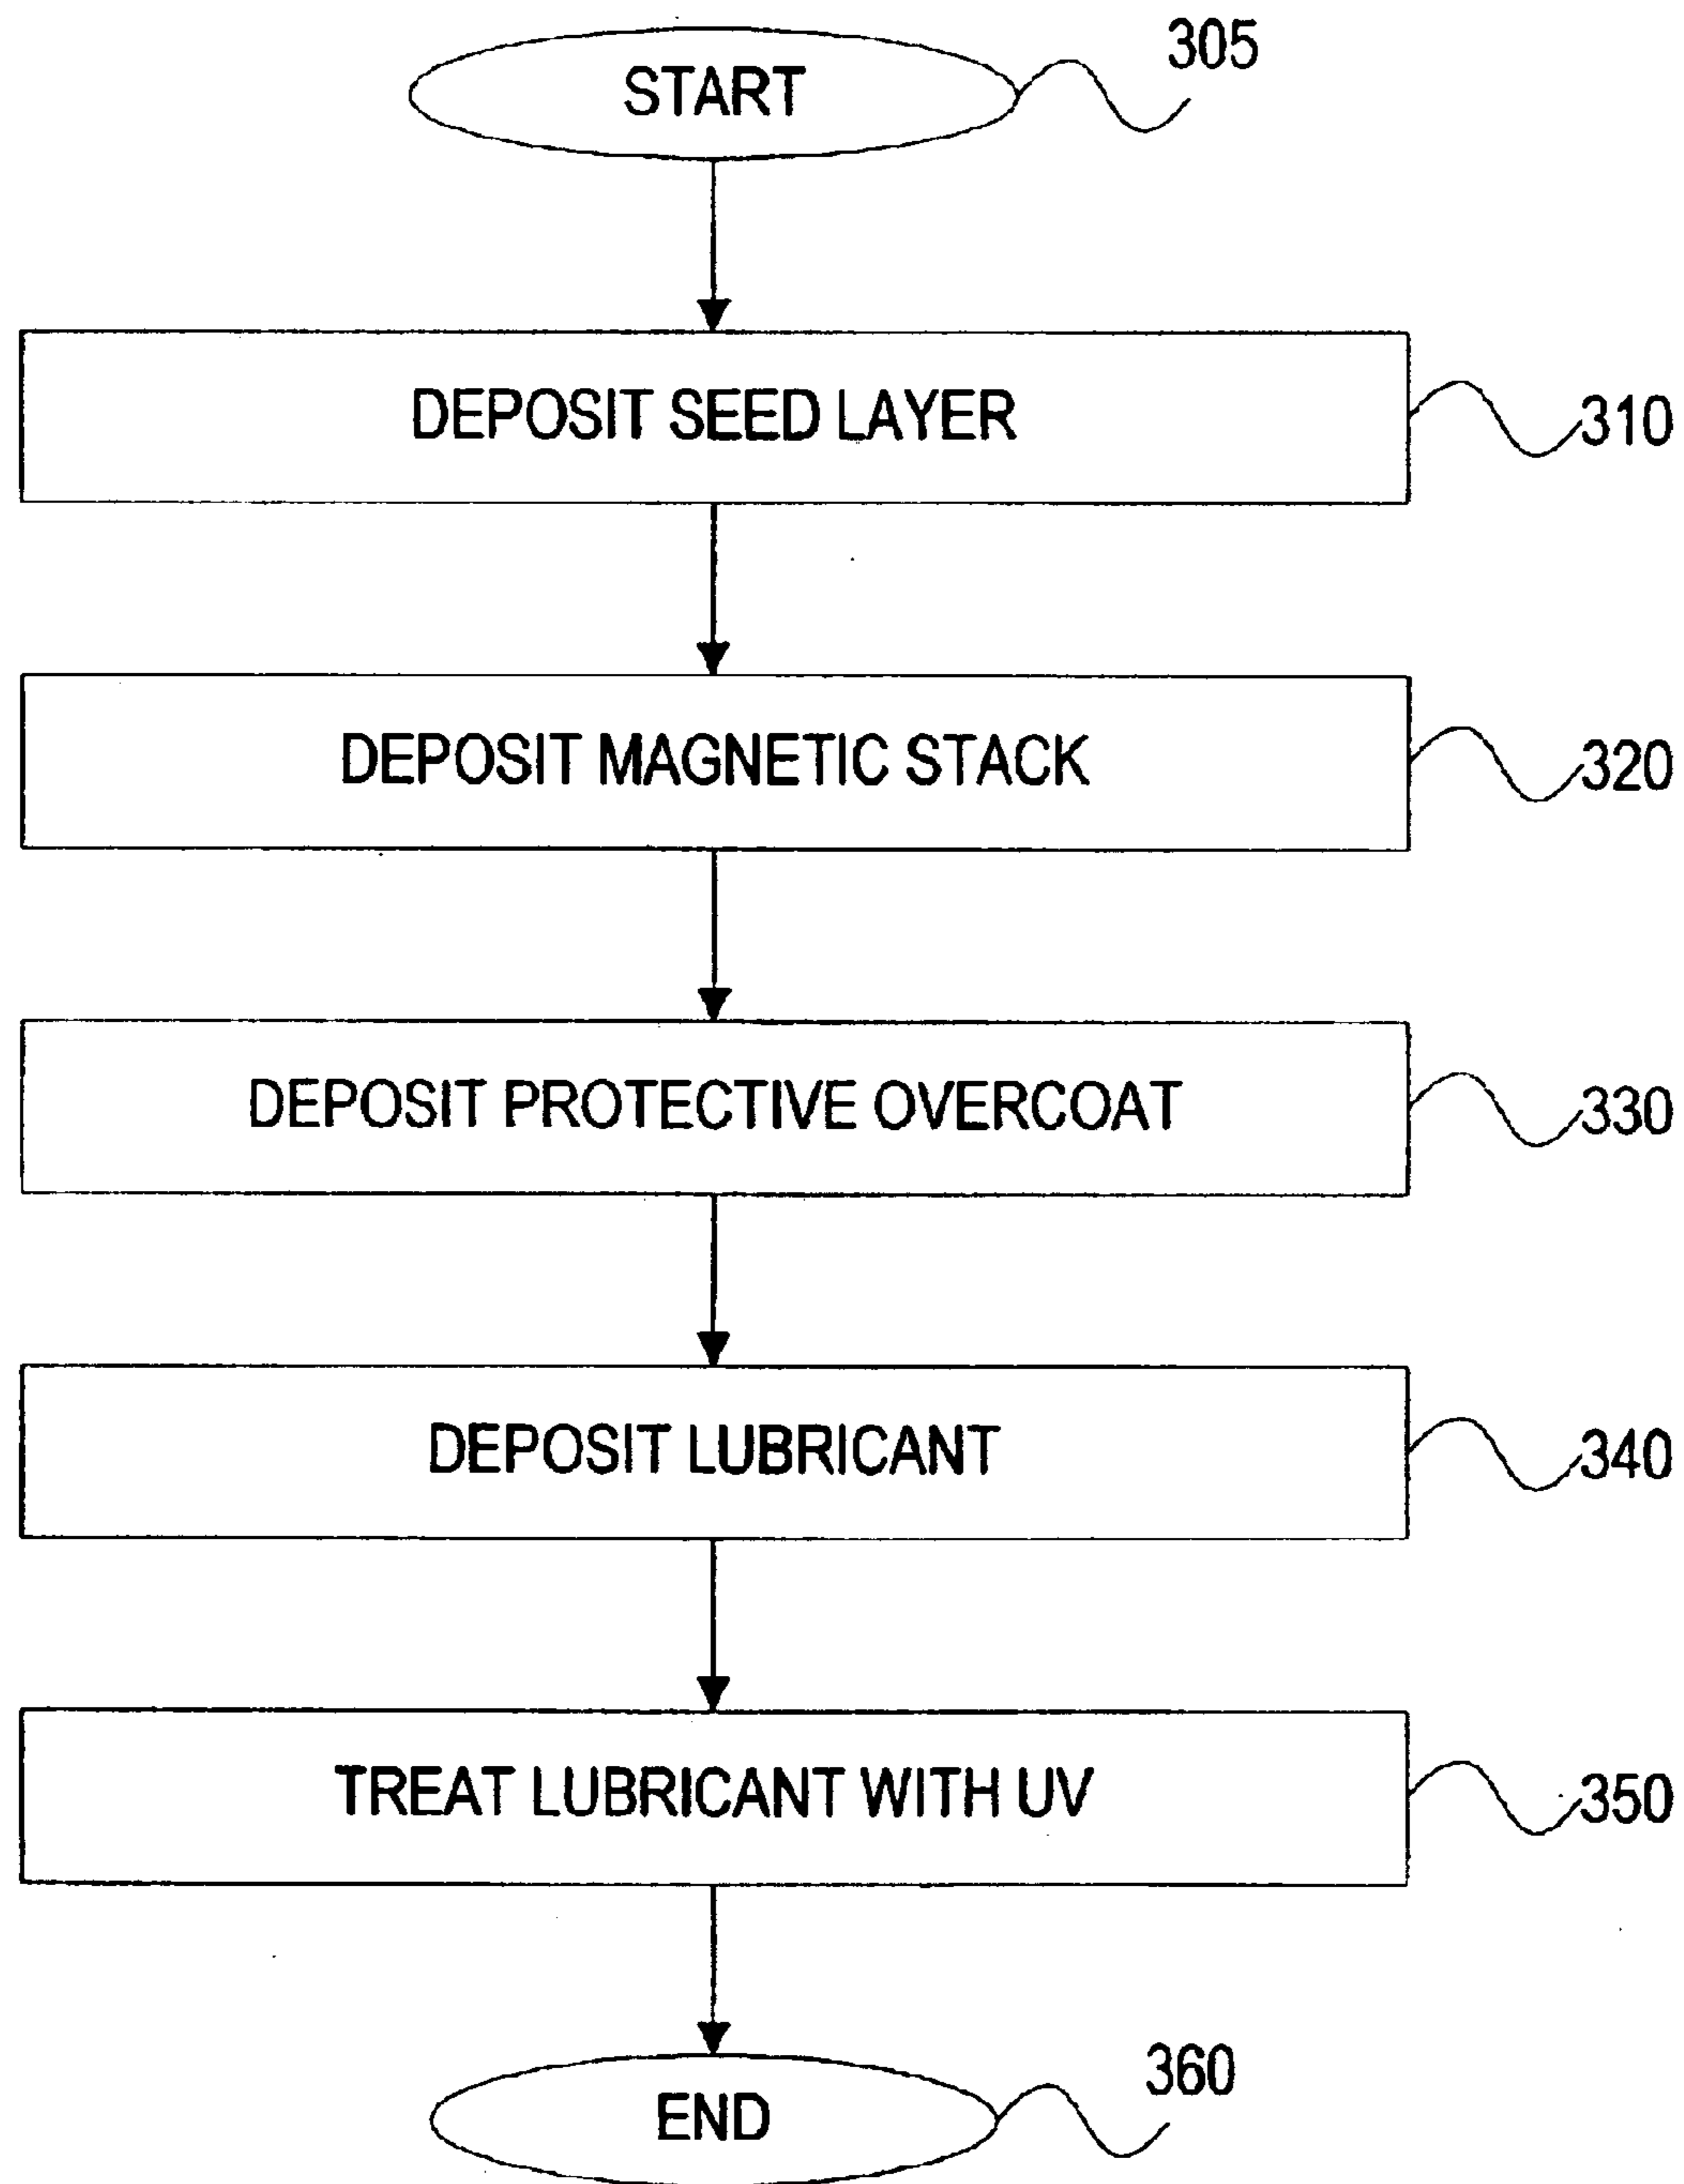 START
305
DEPOSIT SEED LAYER
310
DEPOSIT MAGNETIC STACK
320
DEPOSIT PROTECTIVE OVERCOAT
330
DEPOSIT LUBRICANT
340
TREAT LUBRICANT WITH UV
350
END
360